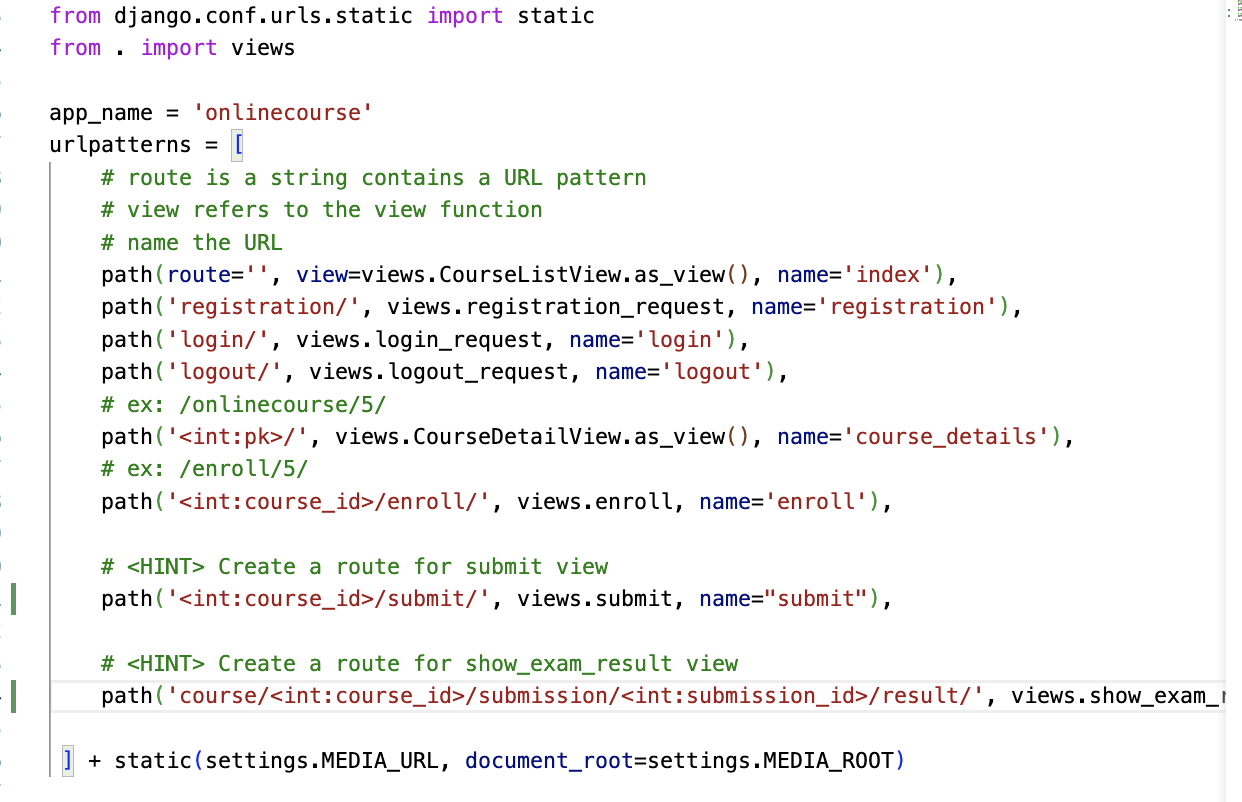 from django.conf.urls.static import static
from . import views
app_name = 'onlinecourse'
urlpatterns = [
# route is a string contains a URL pattern
# view refers to the view function
# name the URL
path(route='', view=views.CourseListView.as_view(), name='index'),
path('registration/', views.registration_request, name='registration'),
path('login/', views.login_request, name='login'),
path('logout/', views.logout_request, name='logout'),
# ex: /onlinecourse/5/
path('<int:pk>/', views.CourseDetailView.as_view(), name='course_details'),
# ex: /enroll/5/
path('<int:course_id>/enroll/', views.enroll, name='enroll'),
# <HINT> Create a route for submit view
path('<int:course_id>/submit/', views.submit, name="submit"),
# <HINT> Create a route for show_exam_result view
path('course/<int:course_id>/submission/<int:submission_id>/result/', views.show_exam_
] + static(settings.MEDIA_URL, document_root=settings.MEDIA_ROOT)